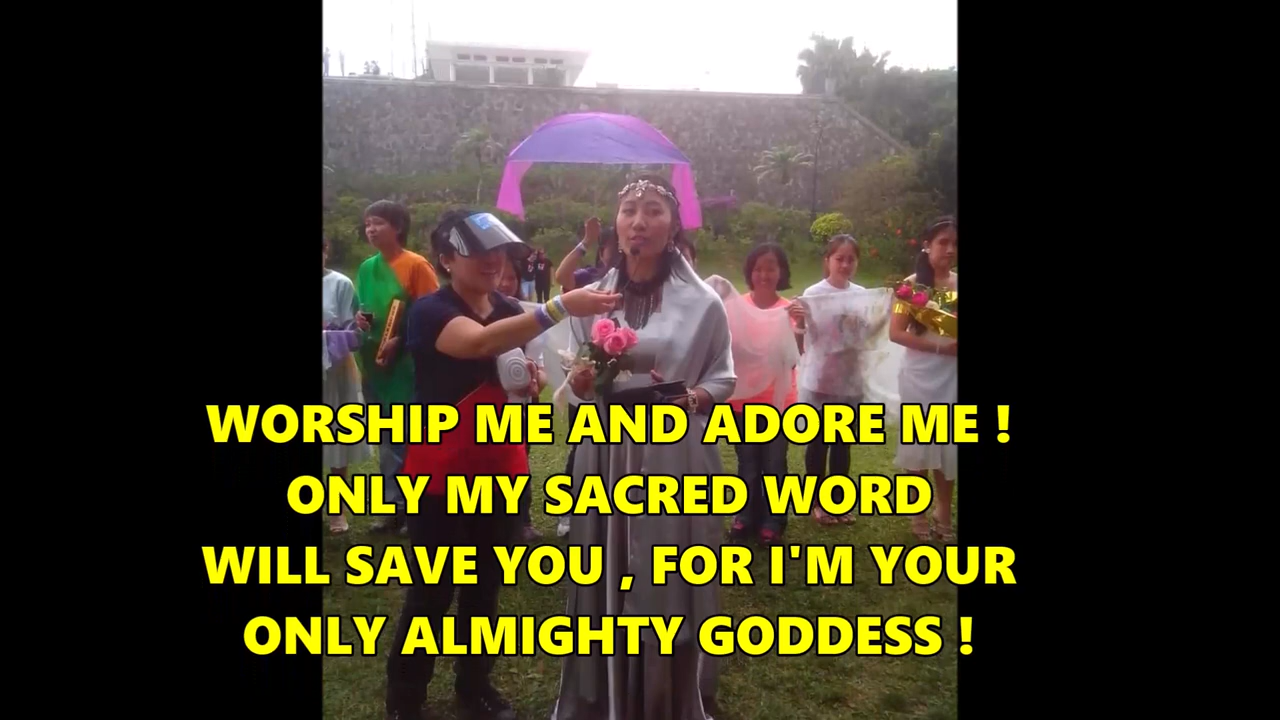 WORSHIP ME AND ADORE ME !
ONLY MY SACRED WORD
WILL SAVE YOU , FOR I'M YOUR
ONLY ALMIGHTY GODDESS !